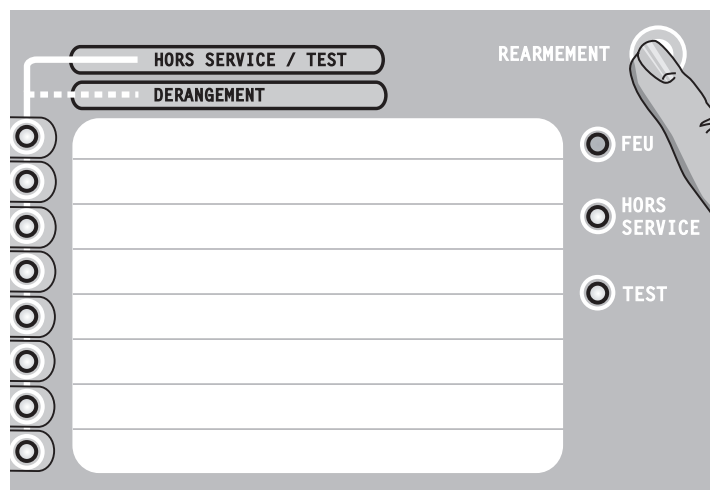 HORS SERVICE / TEST
DERANGEMENT
REARMEMENT
FEU
HORS
SERVICE
TEST